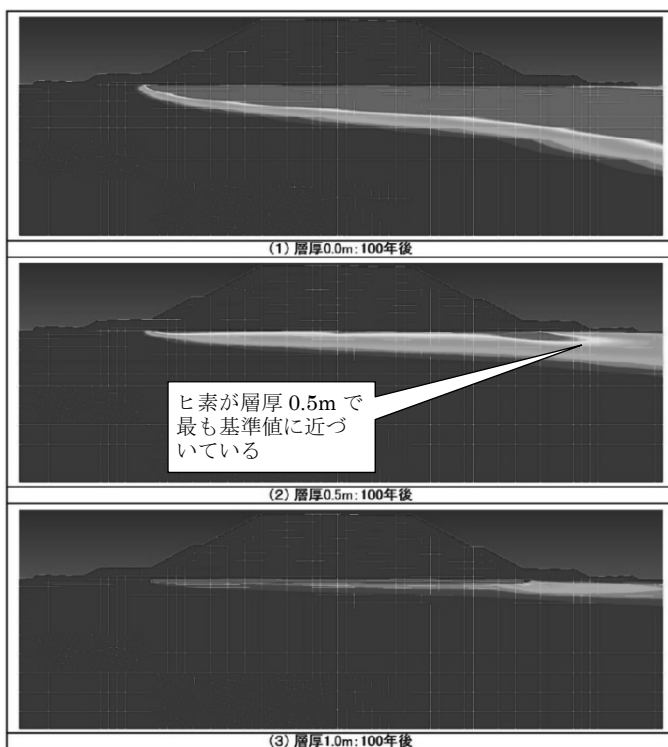 (1) 層厚0.0m: 100年後
ヒ素が層厚 0.5m で
最も基準値に近づ
いている
(2) 層厚0.5m: 100年後
(3) 層厚1.0m: 100年後